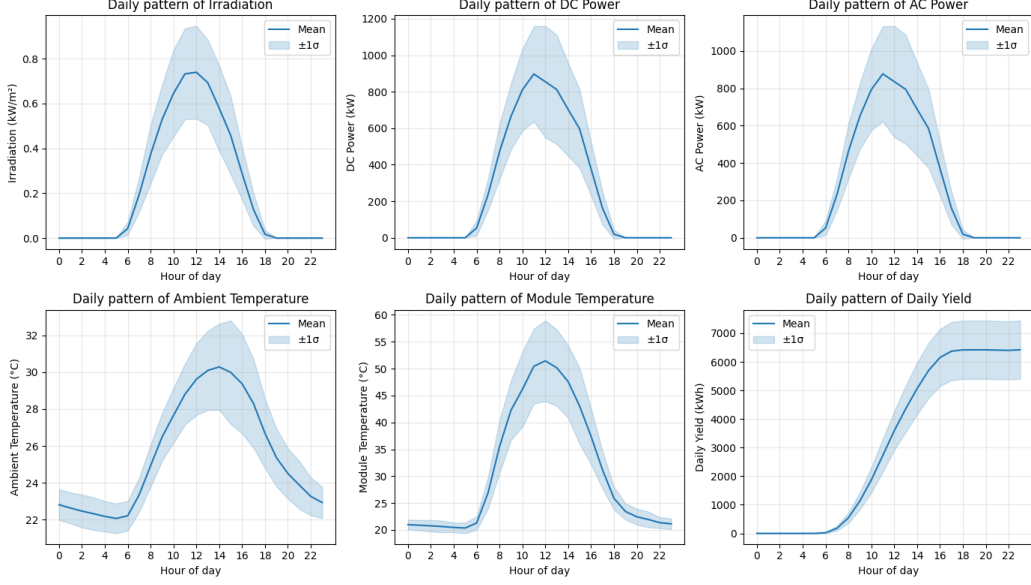 Daily pattern of Irradiation
Irradiation (kW/m²)
0.8
0.6
0.4
0.2
0.0
Mean
±1σ
0 2 4 6 8 10 12 14 16 18 20 22
Hour of day
Daily pattern of DC Power
DC Power (kW)
1200
1000
800
600
400
200
0
Mean
±1σ
0 2 4 6 8 10 12 14 16 18 20 22
Hour of day
Daily pattern of AC Power
AC Power (kW)
1000
800
600
400
200
0
Mean
±1σ
0 2 4 6 8 10 12 14 16 18 20 22
Hour of day
Daily pattern of Ambient Temperature
Ambient Temperature (°C)
32
30
28
26
24
22
Mean
±1σ
0 2 4 6 8 10 12 14 16 18 20 22
Hour of day
Daily pattern of Module Temperature
Module Temperature (°C)
60
55
50
45
40
35
30
25
20
Mean
±1σ
0 2 4 6 8 10 12 14 16 18 20 22
Hour of day
Daily pattern of Daily Yield
Daily Yield (kWh)
7000
6000
5000
4000
3000
2000
1000
0
Mean
±1σ
0 2 4 6 8 10 12 14 16 18 20 22
Hour of day